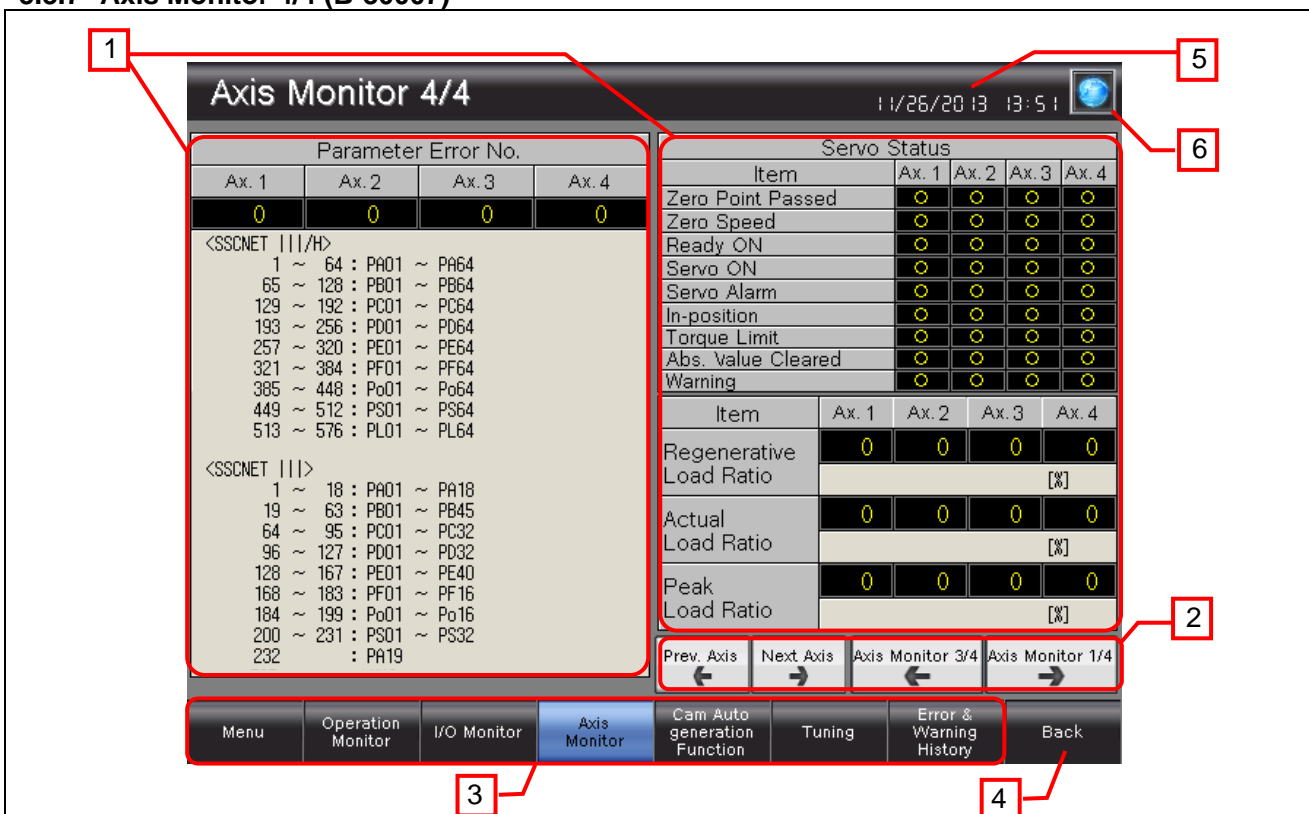 1
5
6
Axis Monitor 4/4
11/26/2013 13:51
Parameter Error No.
Ax. 1 Ax. 2 Ax. 3 Ax. 4
0 0 0 0
<SSCNET |||/H>
1 ~ 64 : PA01 ~ PA64
65 ~ 128 : PB01 ~ PB64
129 ~ 192 : PC01 ~ PC64
193 ~ 256 : PD01 ~ PD64
257 ~ 320 : PE01 ~ PE64
321 ~ 384 : PF01 ~ PF64
385 ~ 448 : Po01 ~ Po64
449 ~ 512 : PS01 ~ PS64
513 ~ 576 : PL01 ~ PL64
<SSCNET |||>
1 ~ 18 : PA01 ~ PA18
19 ~ 63 : PB01 ~ PB45
64 ~ 95 : PC01 ~ PC32
96 ~ 127 : PD01 ~ PD32
128 ~ 167 : PE01 ~ PE40
168 ~ 183 : PF01 ~ PF16
184 ~ 199 : Po01 ~ Po16
200 ~ 231 : PS01 ~ PS32
232 : PA19
Servo Status
Item Ax. 1 Ax. 2 Ax. 3 Ax. 4
Zero Point Passed
Zero Speed
Ready ON
Servo ON
Servo Alarm
In-position
Torque Limit
Abs. Value Cleared
Warning
Item Ax. 1 Ax. 2 Ax. 3 Ax. 4
Regenerative
Load Ratio
0 0 0 0
[%]
Actual
Load Ratio
0 0 0 0
[%]
Peak
Load Ratio
0 0 0 0
[%]
2
Prev. Axis Next Axis Axis Monitor 3/4 Axis Monitor 1/4
Menu
Operation
Monitor
I/O Monitor
Axis
Monitor
Cam Auto
generation
Function
Tuning
Error &
Warning
History
Back
3
4